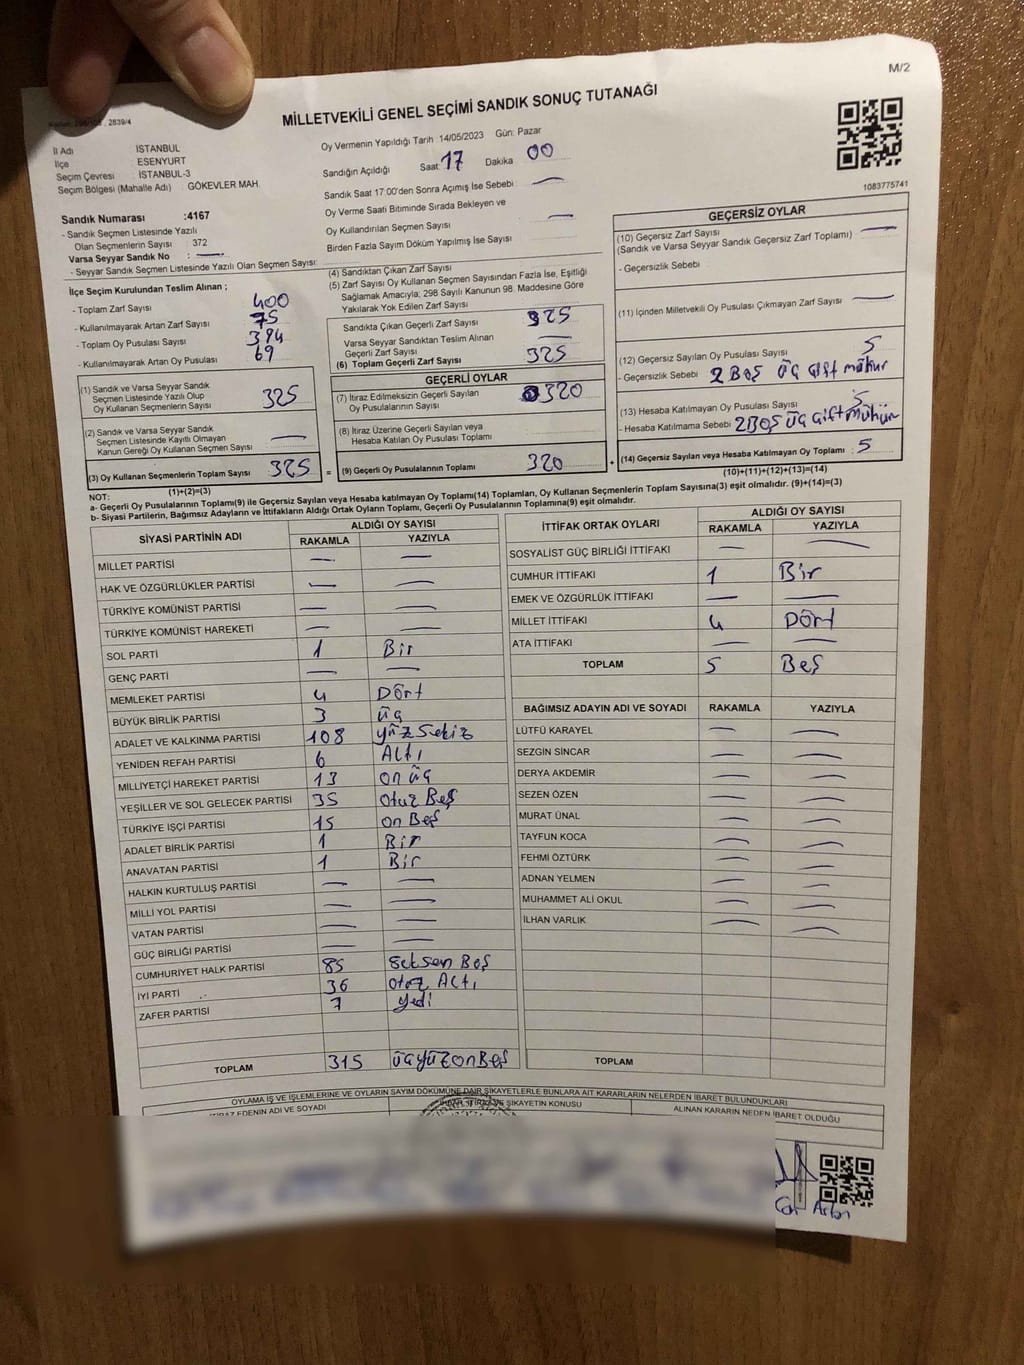 M/2
MİLLETVEKİLİ GENEL SEÇİMİ SANDIK SONUÇ TUTANAĞI
2839/4
İl Adı İSTANBUL
İlçe : ESENYURT
Seçim Çevresi : İSTANBUL-3
Seçim Bölgesi (Mahalle Adı) : GÖKEVLER MAH.
Sandık Numarası :4167
- Sandık Seçmen Listesinde Yazılı
Olan Seçmenlerin Sayısı : 372
Varsa Seyyar Sandık No : —
- Seyyar Sandık Seçmen Listesinde Yazılı Olan Seçmen Sayısı:
Oy Vermenin Yapıldığı Tarih :14/05/2023 Gün: Pazar
Sandığın Açıldığı Saat 17 Dakika 00
Sandık Saat 17:00'den Sonra Açımış İse Sebebi —
Oy Verme Saati Bitiminde Sırada Bekleyen ve
Oy Kullandırılan Seçmen Sayısı —
Birden Fazla Sayım Döküm Yapılmış İse Sayısı
1083775741
İlçe Seçim Kurulundan Teslim Alınan ;
- Toplam Zarf Sayısı 400
- Kullanılmayarak Artan Zarf Sayısı 75
- Toplam Oy Pusulası 394
- Kullanılmayarak Artan Oy Pusulası 69
(1) Sandık ve Varsa Seyyar Sandık
Seçmen Listesinde Yazılı Olup
Oy Kullanan Seçmenlerin Sayısı 325
(2) Sandık ve Varsa Seyyar Sandık
Seçmen Listesinde Kayıtlı Olmayan
Kanun Gereği Oy Kullanan Seçmen Sayısı —
(3) Oy Kullanan Seçmenlerin Toplam Sayısı 325 =
(1)+(2)=(3)
(4) Sandıktan Çıkan Zarf Sayısı
(5) Zarf Sayısı Oy Kullanan Seçmen Sayısından Fazla İse, Eşitliği
Sağlamak Amacıyla; 298 Sayılı Kanunun 98. Maddesine Göre
Yakılarak Yok Edilen Zarf Sayısı
Sandıkta Çıkan Geçerli Zarf Sayısı 325
Varsa Seyyar Sandıktan Teslim Alınan
Geçerli Zarf Sayısı —
(6) Toplam Geçerli Zarf Sayısı 325
GEÇERLİ OYLAR
(7) İtiraz Edilmeksizin Geçerli Sayılan
Oy Pusulalarının Sayısı 320
(8) İtiraz Üzerine Geçerli Sayılan veya
Hesaba Katılan Oy Pusulası Toplamı
(9) Geçerli Oy Pusulalarının Toplamı 320 +
GEÇERSİZ OYLAR
(10) Geçersiz Zarf Sayısı
(Sandık ve Varsa Seyyar Sandık Geçersiz Zarf Toplamı) —
- Geçersizlik Sebebi
(11) İçinden Milletvekili Oy Pusulası Çıkmayan Zarf Sayısı —
(12) Geçersiz Sayılan Oy Pusulası Sayısı 5
- Geçersizlik Sebebi 2 Boş üç çift mühür
(13) Hesaba Katılmayan Oy Pusulası Sayısı 5
- Hesaba Katılmama Sebebi 2Boş üç çift mühür
(14) Geçersiz Sayılan veya Hesaba Katılmayan Oy Toplamı : 5
(10)+(11)+(12)+(13)=(14)
NOT:
a- Geçerli Oy Pusulalarının Toplamı(9) ile Geçersiz Sayılan veya Hesaba katılmayan Oy Toplamı(14) Toplamları, Oy Kullanan Seçmenlerin Toplam Sayısına(3) eşit olmalıdır. (9)+(14)=(3)
b- Siyasi Partilerin, Bağımsız Adayların ve İttifakların Aldığı Ortak Oyların Toplamı, Geçerli Oy Pusulalarının Toplamına(9) eşit olmalıdır.
SİYASİ PARTİNİN ADI ALDIĞI OY SAYISI
RAKAMLA YAZIYLA
MİLLET PARTİSİ — —
HAK VE ÖZGÜRLÜKLER PARTİSİ — —
TÜRKİYE KOMÜNİST PARTİSİ — —
TÜRKİYE KOMÜNİST HAREKETİ — —
SOL PARTİ 1 Bir
GENÇ PARTİ — —
MEMLEKET PARTİSİ 4 Dört
BÜYÜK BİRLİK PARTİSİ 3 üç
ADALET VE KALKINMA PARTİSİ 108 yüz Sekiz
YENİDEN REFAH PARTİSİ 6 Altı
MİLLİYETÇİ HAREKET PARTİSİ 13 on üç
YEŞİLLER VE SOL GELECEK PARTİSİ 35 otuz Beş
TÜRKİYE İŞÇİ PARTİSİ 15 on Beş
ADALET BİRLİK PARTİSİ 1 Bir
ANAVATAN PARTİSİ 1 Bir
HALKIN KURTULUŞ PARTİSİ — —
MİLLİ YOL PARTİSİ — —
VATAN PARTİSİ — —
GÜÇ BİRLİĞİ PARTİSİ — —
CUMHURİYET HALK PARTİSİ 85 seksen Beş
İYİ PARTİ 36 otuz Altı
ZAFER PARTİSİ 7 yedi
TOPLAM 315 üçyüzonBeş
İTTİFAK ORTAK OYLARI ALDIĞI OY SAYISI
RAKAMLA YAZIYLA
SOSYALİST GÜÇ BİRLİĞİ İTTİFAKI — —
CUMHUR İTTİFAKI 1 Bir
EMEK VE ÖZGÜRLÜK İTTİFAKI — —
MİLLET İTTİFAKI 4 Dört
ATA İTTİFAKI — —
TOPLAM 5 Beş
BAĞIMSIZ ADAYIN ADI VE SOYADI RAKAMLA YAZIYLA
LÜTFÜ KARAYEL — —
SEZGİN SİNCAR — —
DERYA AKDEMİR — —
SEZEN ÖZEN — —
MURAT ÜNAL — —
TAYFUN KOCA — —
FEHMİ ÖZTÜRK — —
ADNAN YELMEN — —
MUHAMMET ALİ OKUL — —
İLHAN VARLIK — —
TOPLAM
OYLAMA İŞ VE İŞLEMLERİNE VE OYLARIN SAYIM DÖKÜMÜNE DAİR ŞİKAYETLERLE BUNLARA AİT KARARLARIN NELERDEN İBARET BULUNDUKLARI
İTİRAZ EDENİN ADI VE SOYADI VE ŞİKAYETİN KONUSU ALINAN KARARIN NEDEN İBARET OLDUĞU